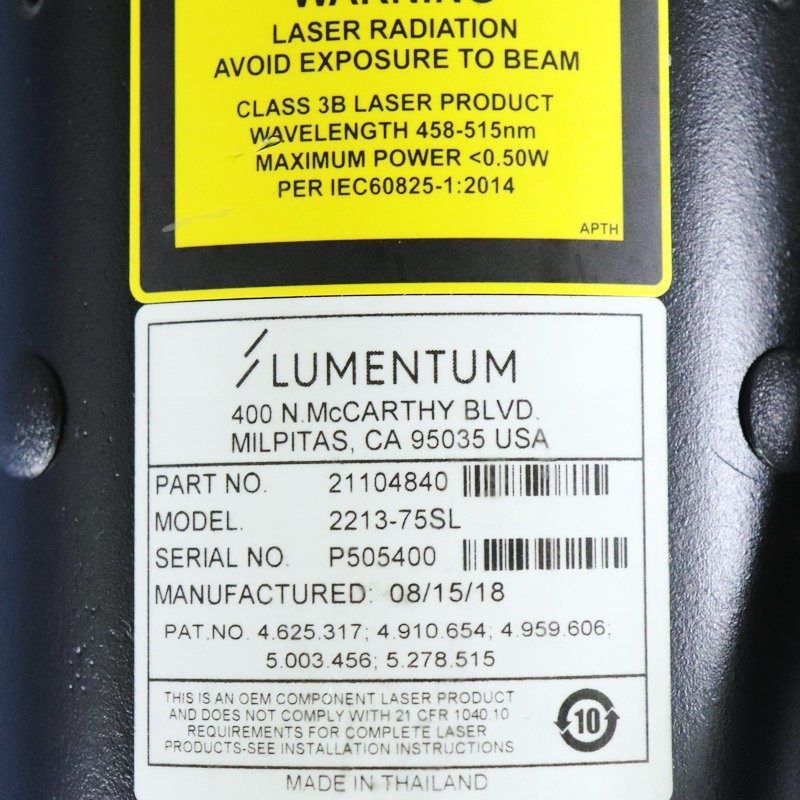 WARNING
LASER RADIATION
AVOID EXPOSURE TO BEAM
CLASS 3B LASER PRODUCT
WAVELENGTH 458-515nm
MAXIMUM POWER <0.50W
PER IEC60825-1:2014
APTH
LUMENTUM
400 N.McCARTHY BLVD.
MILPITAS, CA 95035 USA
PART NO. 21104840
MODEL. 2213-75SL
SERIAL NO. P505400
MANUFACTURED: 08/15/18
PAT.NO. 4.625.317; 4.910.654; 4.959.606;
5.003.456; 5.278.515
THIS IS AN OEM COMPONENT LASER PRODUCT
AND DOES NOT COMPLY WITH 21 CFR 1040.10
REQUIREMENTS FOR COMPLETE LASER
PRODUCTS-SEE INSTALLATION INSTRUCTIONS
10
MADE IN THAILAND